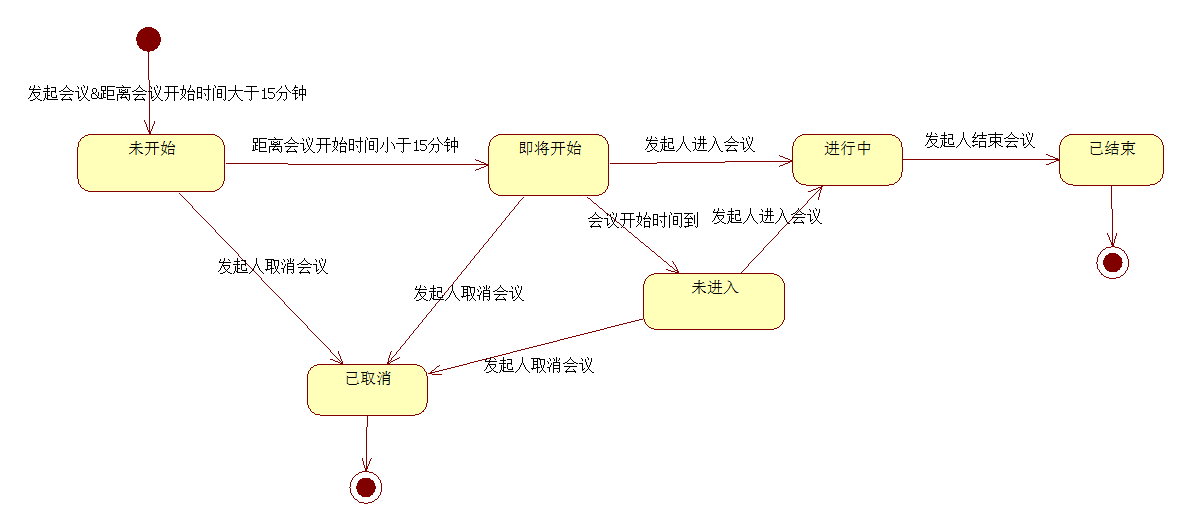 发起会议&距离会议开始时间大于15分钟
未开始
距离会议开始时间小于15分钟
即将开始
发起人进入会议
进行中
发起人结束会议
已结束
会议开始时间到
发起人进入会议
发起人取消会议
发起人取消会议
未进入
发起人取消会议
已取消